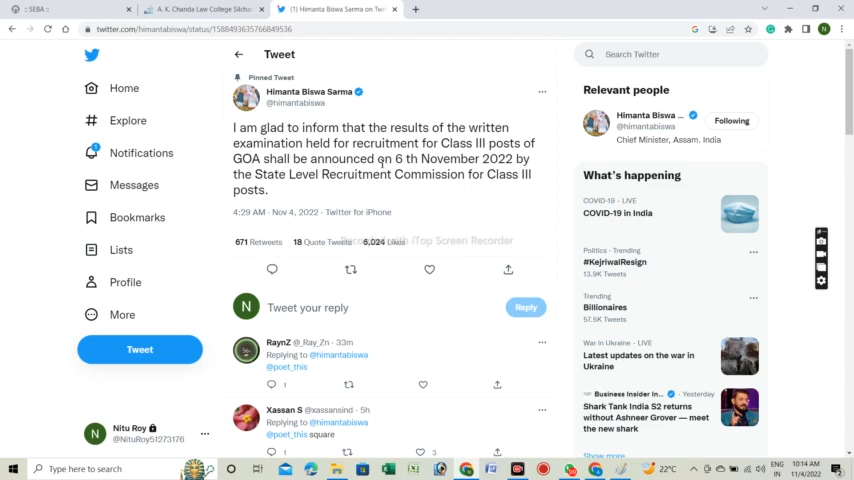 :: SEBA ::
A. K. Chanda Law College Silchar
(1) Himanta Biswa Sarma on Twitt
twitter.com/himantabiswa/status/1588493635766849536
Home
Explore
1
Notifications
Messages
Bookmarks
Lists
Profile
More
Tweet
Nitu Roy
@NituRoy51273176
Tweet
Pinned Tweet
Himanta Biswa Sarma
@himantabiswa
I am glad to inform that the results of the written
examination held for recruitment for Class III posts of
GOA shall be announced on 6 th November 2022 by
the State Level Recruitment Commission for Class III
posts.
4:29 AM · Nov 4, 2022 · Twitter for iPhone
671 Retweets 18 Quote Tweets 6,024 Likes
Recorded with iTop Screen Recorder
N
Tweet your reply
Reply
RaynZ @_Ray_Zn · 33m
Replying to @himantabiswa
@poet_this
1
Xassan S @xassansind · 5h
Replying to @himantabiswa
@poet_this square
1 3
Search Twitter
Relevant people
Himanta Biswa ...
@himantabiswa
Following
Chief Minister, Assam. India
What's happening
COVID-19 · LIVE
COVID-19 in India
Politics · Trending
#KejriwalResign
13.9K Tweets
Trending
Billionaires
57.5K Tweets
War in Ukraine · LIVE
Latest updates on the war in
Ukraine
Business Insider In... · Yesterday
Shark Tank India S2 returns
without Ashneer Grover — meet
the new shark
Show more
Type here to search
22°C
ENG
IN
10:14 AM
11/4/2022